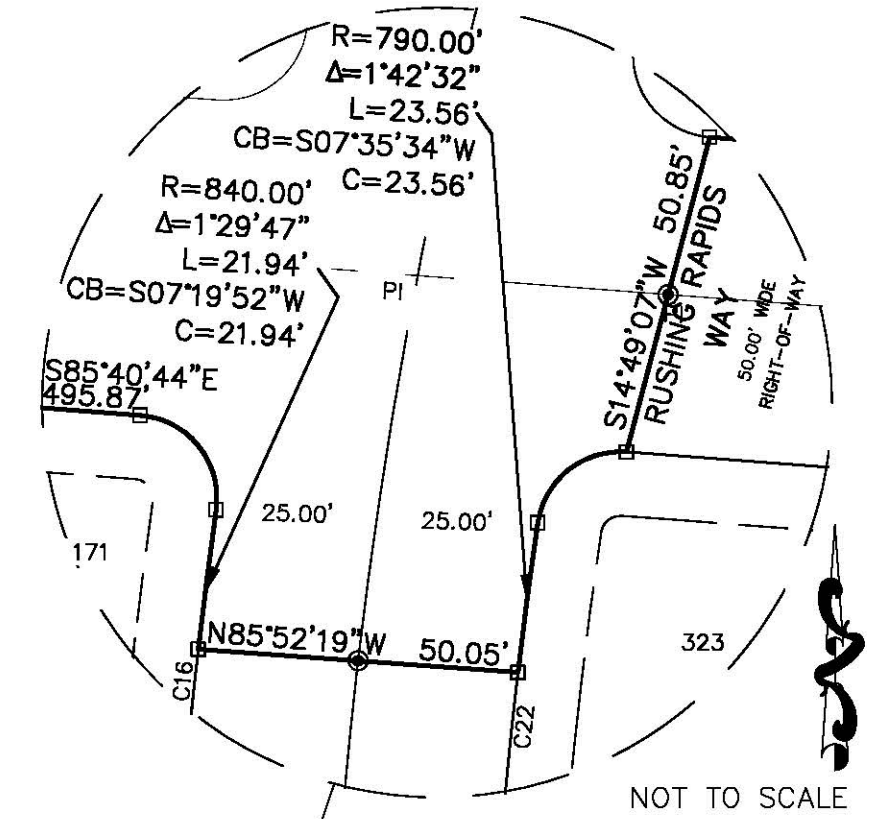 R=790.00'
Δ=1°42'32"
L=23.56'
CB=S07°35'34"W
C=23.56'
R=840.00'
Δ=1°29'47"
L=21.94'
CB=S07°19'52"W
C=21.94'
PI
S85°40'44"E
495.87'
S14°49'07"W 50.85'
RUSHING RAPIDS
WAY
50.00' WIDE
RIGHT-OF-WAY
25.00'
25.00'
171
323
N85°52'19"W 50.05'
C16
C22
NOT TO SCALE